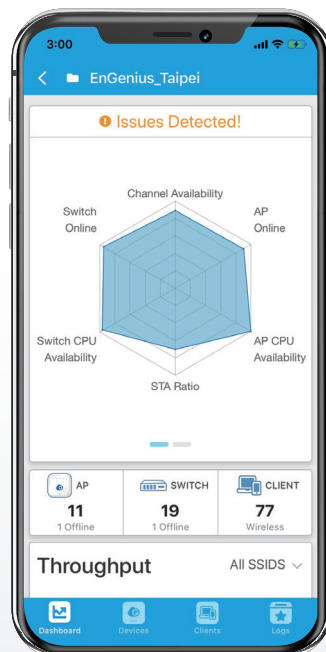 3:00
EnGenius_Taipei
Issues Detected!
Channel Availability
Switch
Online
AP
Online
Switch CPU
Availability
AP CPU
Availability
STA Ratio
AP
11
1 Offline
SWITCH
19
1 Offline
CLIENT
77
Wireless
Throughput
All SSIDS
Dashboard
Devices
Clients
Logs